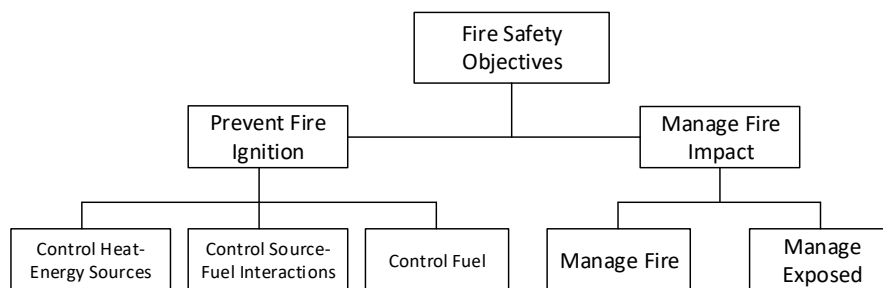 Fire Safety
Objectives
Prevent Fire
Ignition
Manage Fire
Impact
Control Heat-
Energy Sources
Control Source-
Fuel Interactions
Control Fuel
Manage Fire
Manage
Exposed